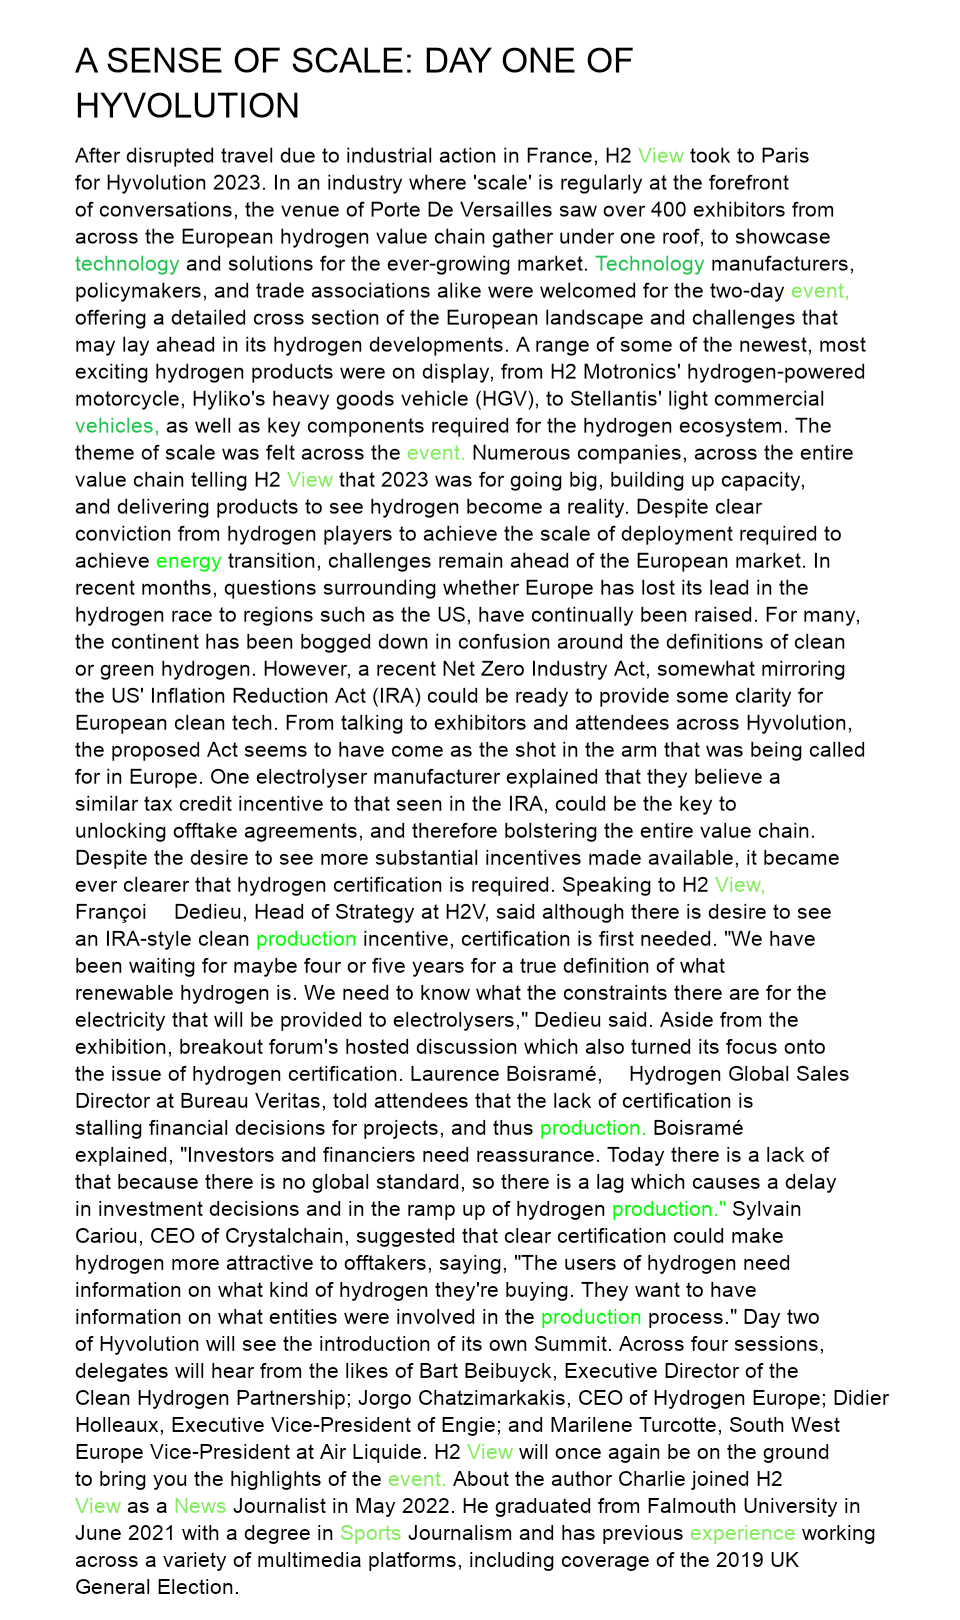 A SENSE OF SCALE: DAY ONE OF
HYVOLUTION
After disrupted travel due to industrial action in France, H2 View took to Paris
for Hyvolution 2023. In an industry where 'scale' is regularly at the forefront
of conversations, the venue of Porte De Versailles saw over 400 exhibitors from
across the European hydrogen value chain gather under one roof, to showcase
technology and solutions for the ever-growing market. Technology manufacturers,
policymakers, and trade associations alike were welcomed for the two-day event,
offering a detailed cross section of the European landscape and challenges that
may lay ahead in its hydrogen developments. A range of some of the newest, most
exciting hydrogen products were on display, from H2 Motronics' hydrogen-powered
motorcycle, Hyliko's heavy goods vehicle (HGV), to Stellantis' light commercial
vehicles, as well as key components required for the hydrogen ecosystem. The
theme of scale was felt across the event. Numerous companies, across the entire
value chain telling H2 View that 2023 was for going big, building up capacity,
and delivering products to see hydrogen become a reality. Despite clear
conviction from hydrogen players to achieve the scale of deployment required to
achieve energy transition, challenges remain ahead of the European market. In
recent months, questions surrounding whether Europe has lost its lead in the
hydrogen race to regions such as the US, have continually been raised. For many,
the continent has been bogged down in confusion around the definitions of clean
or green hydrogen. However, a recent Net Zero Industry Act, somewhat mirroring
the US' Inflation Reduction Act (IRA) could be ready to provide some clarity for
European clean tech. From talking to exhibitors and attendees across Hyvolution,
the proposed Act seems to have come as the shot in the arm that was being called
for in Europe. One electrolyser manufacturer explained that they believe a
similar tax credit incentive to that seen in the IRA, could be the key to
unlocking offtake agreements, and therefore bolstering the entire value chain.
Despite the desire to see more substantial incentives made available, it became
ever clearer that hydrogen certification is required. Speaking to H2 View,
Françoi Dedieu, Head of Strategy at H2V, said although there is desire to see
an IRA-style clean production incentive, certification is first needed. "We have
been waiting for maybe four or five years for a true definition of what
renewable hydrogen is. We need to know what the constraints there are for the
electricity that will be provided to electrolysers," Dedieu said. Aside from the
exhibition, breakout forum's hosted discussion which also turned its focus onto
the issue of hydrogen certification. Laurence Boisramé, Hydrogen Global Sales
Director at Bureau Veritas, told attendees that the lack of certification is
stalling financial decisions for projects, and thus production. Boisramé
explained, "Investors and financiers need reassurance. Today there is a lack of
that because there is no global standard, so there is a lag which causes a delay
in investment decisions and in the ramp up of hydrogen production." Sylvain
Cariou, CEO of Crystalchain, suggested that clear certification could make
hydrogen more attractive to offtakers, saying, "The users of hydrogen need
information on what kind of hydrogen they're buying. They want to have
information on what entities were involved in the production process." Day two
of Hyvolution will see the introduction of its own Summit. Across four sessions,
delegates will hear from the likes of Bart Beibuyck, Executive Director of the
Clean Hydrogen Partnership; Jorgo Chatzimarkakis, CEO of Hydrogen Europe; Didier
Holleaux, Executive Vice-President of Engie; and Marilene Turcotte, South West
Europe Vice-President at Air Liquide. H2 View will once again be on the ground
to bring you the highlights of the event. About the author Charlie joined H2
View as a News Journalist in May 2022. He graduated from Falmouth University in
June 2021 with a degree in Sports Journalism and has previous experience working
across a variety of multimedia platforms, including coverage of the 2019 UK
General Election.